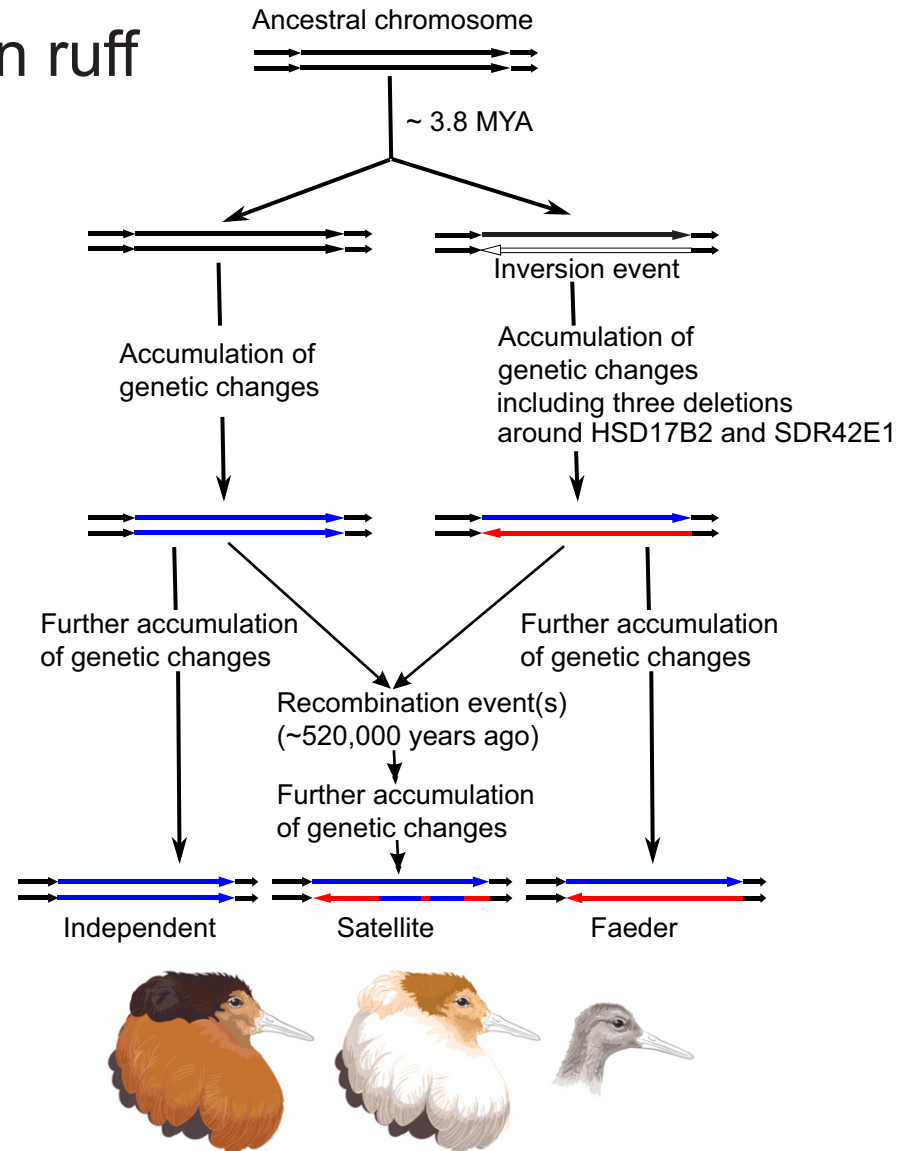 n ruff
Ancestral chromosome
~ 3.8 MYA
Inversion event
Accumulation of
genetic changes
Accumulation of
genetic changes
including three deletions
around HSD17B2 and SDR42E1
Further accumulation
of genetic changes
Further accumulation
of genetic changes
Recombination event(s)
(~520,000 years ago)
Further accumulation
of genetic changes
Independent
Satellite
Faeder